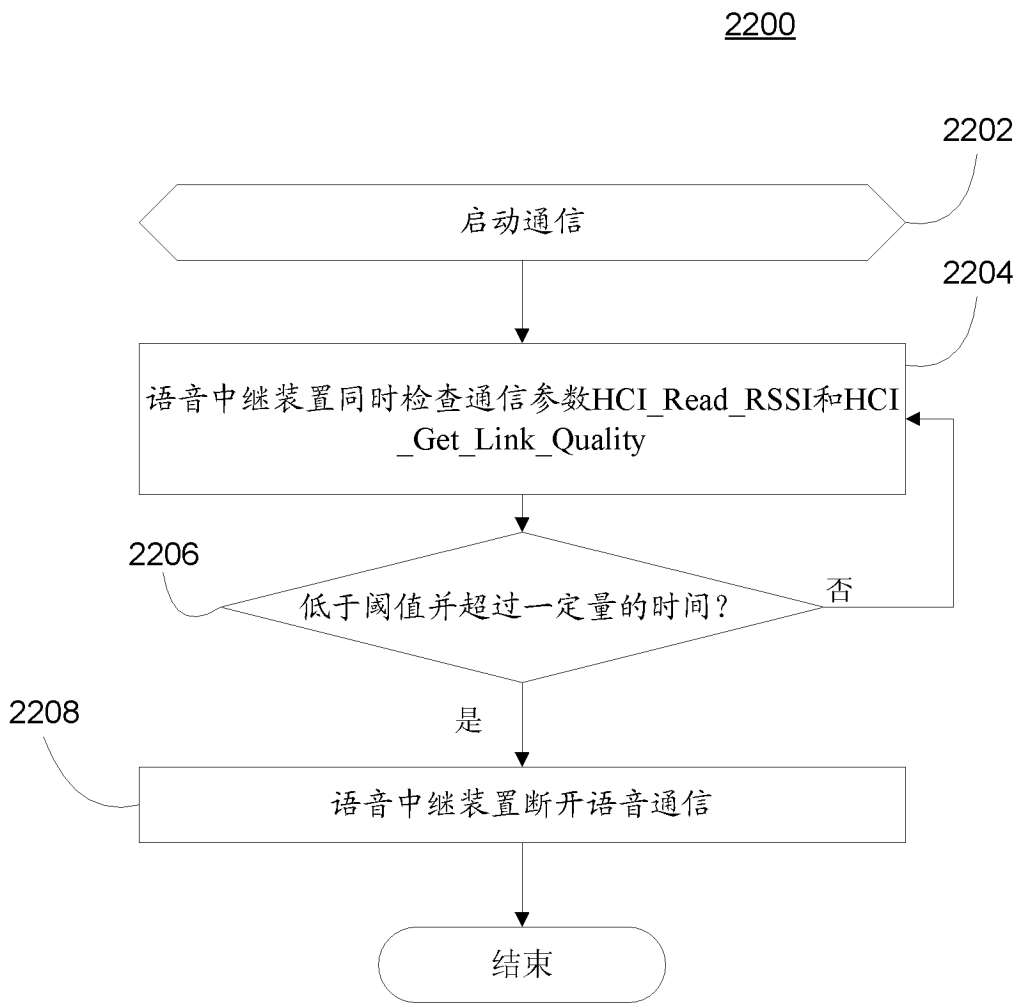 2200
2202
启动通信
2204
语音中继装置同时检查通信参数HCI_Read_RSSI和HCI
_Get_Link_Quality
2206
低于阈值并超过一定量的时间？
否
是
2208
语音中继装置断开语音通信
结束